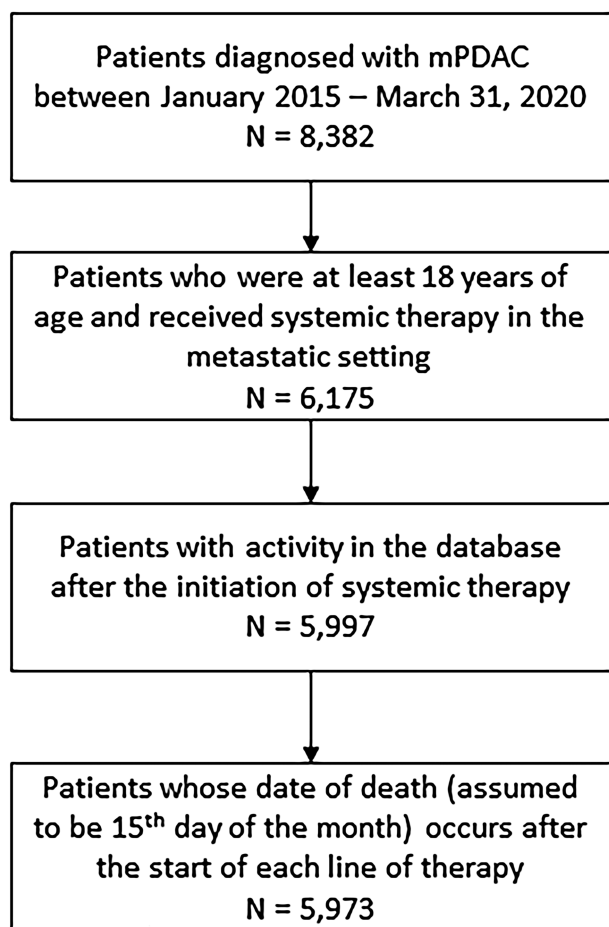 Patients diagnosed with mPDAC
between January 2015 – March 31, 2020
N = 8,382
Patients who were at least 18 years of
age and received systemic therapy in the
metastatic setting
N = 6,175
Patients with activity in the database
after the initiation of systemic therapy
N = 5,997
Patients whose date of death (assumed
to be 15th day of the month) occurs after
the start of each line of therapy
N = 5,973